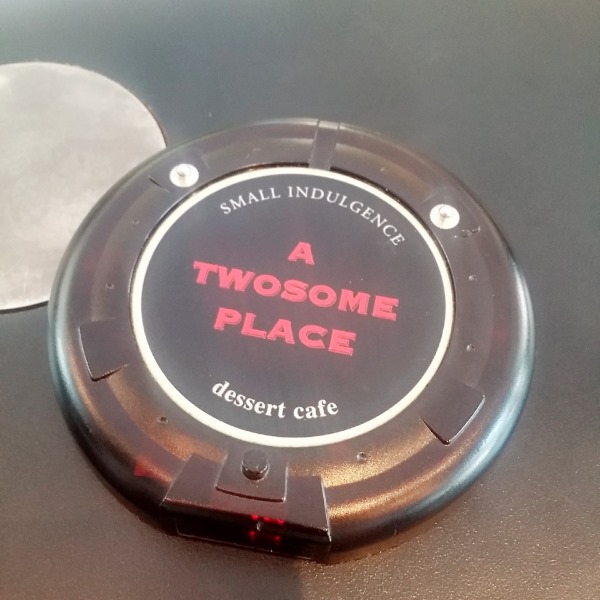 SMALL INDULGENCE
A
TWOSOME
PLACE
dessert cafe